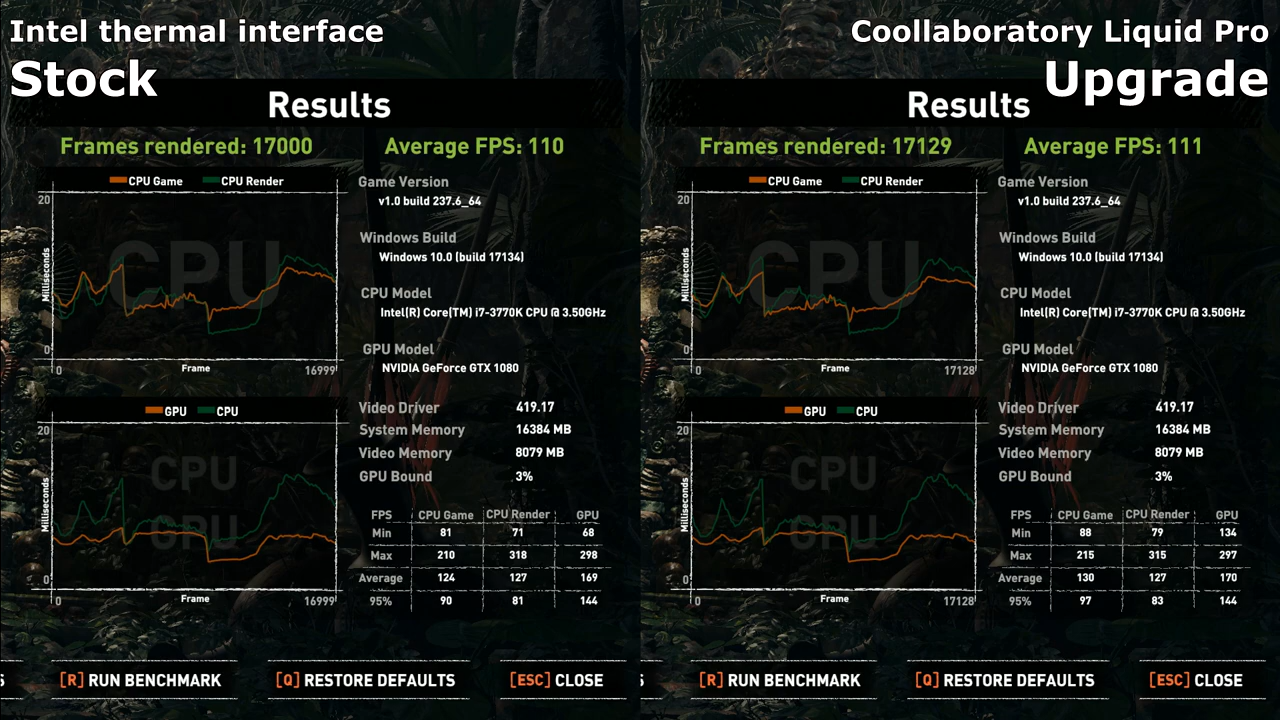 Intel thermal interface
Stock
Results
Frames rendered: 17000
Average FPS: 110
CPU Game CPU Render
20
CPU
Milliseconds
0
0 Frame 16999
Game Version
v1.0 build 237.6_64
Windows Build
Windows 10.0 (build 17134)
CPU Model
Intel(R) Core(TM) i7-3770K CPU @ 3.50GHz
GPU Model
NVIDIA GeForce GTX 1080
GPU CPU
20
CPU
GPU
Milliseconds
0
0 Frame 16999
Video Driver 419.17
System Memory 16384 MB
Video Memory 8079 MB
GPU Bound 3%
FPS CPU Game CPU Render GPU
Min 81 71 68
Max 210 318 298
Average 124 127 169
95% 90 81 144
S
[R] RUN BENCHMARK
[Q] RESTORE DEFAULTS
[ESC] CLOSE
Coollaboratory Liquid Pro
Upgrade
Results
Frames rendered: 17129
Average FPS: 111
CPU Game CPU Render
20
CPU
Milliseconds
0
0 Frame 17128
Game Version
v1.0 build 237.6_64
Windows Build
Windows 10.0 (build 17134)
CPU Model
Intel(R) Core(TM) i7-3770K CPU @ 3.50GHz
GPU Model
NVIDIA GeForce GTX 1080
GPU CPU
20
CPU
GPU
Milliseconds
0
0 Frame 17128
Video Driver 419.17
System Memory 16384 MB
Video Memory 8079 MB
GPU Bound 3%
FPS CPU Game CPU Render GPU
Min 88 79 134
Max 215 315 297
Average 130 127 170
95% 97 83 144
S
[R] RUN BENCHMARK
[Q] RESTORE DEFAULTS
[ESC] CLOSE